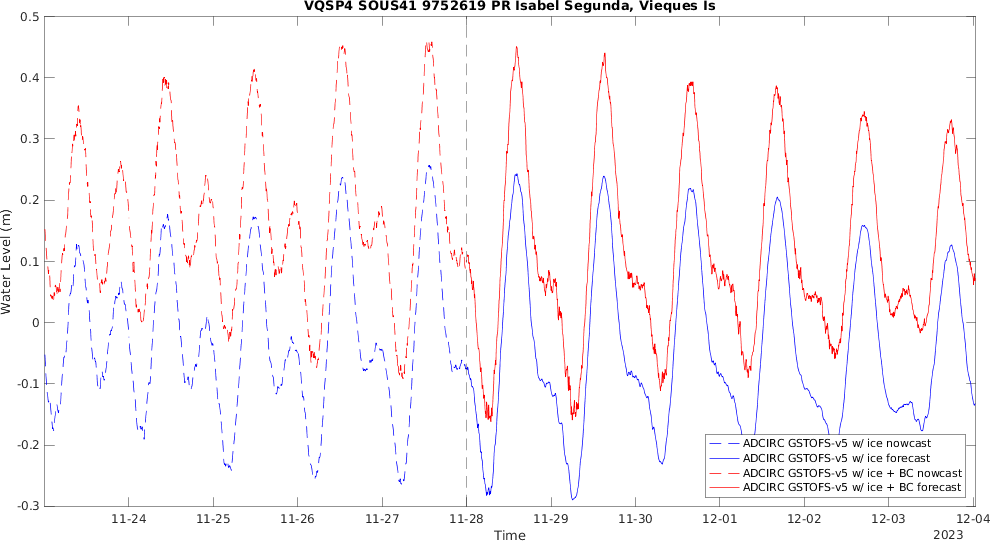 VQSP4 SOUS41 9752619 PR Isabel Segunda, Vieques Is
0.5
0.4
0.3
0.2
0.1
0
-0.1
-0.2
-0.3
Water Level (m)
ADCIRC GSTOFS-v5 w/ ice nowcast
ADCIRC GSTOFS-v5 w/ ice forecast
ADCIRC GSTOFS-v5 w/ ice + BC nowcast
ADCIRC GSTOFS-v5 w/ ice + BC forecast
11-24 11-25 11-26 11-27 11-28 11-29 11-30 12-01 12-02 12-03 12-04
Time
2023